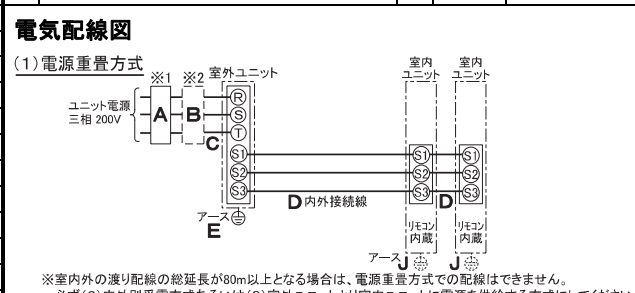 電気配線図
(1)電源重畳方式
※1 ※2 室外ユニット
室内
ユニット
室内
ユニット
ユニット電源
三相 200V
A
B
C
R
S
T
S1
S2
S3
S1
S2
S3
S1
S2
S3
D 内外接続線
D
アース
E
リモコン
内蔵
リモコン
内蔵
アース J
J
※室内外の渡り配線の総延長が80m以上となる場合は、電源重畳方式での配線はできません。